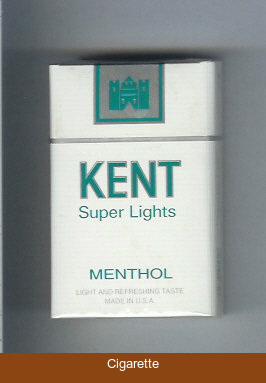 KENT
Super Lights
MENTHOL
LIGHT AND REFRESHING TASTE
MADE IN U.S.A.
Cigarette